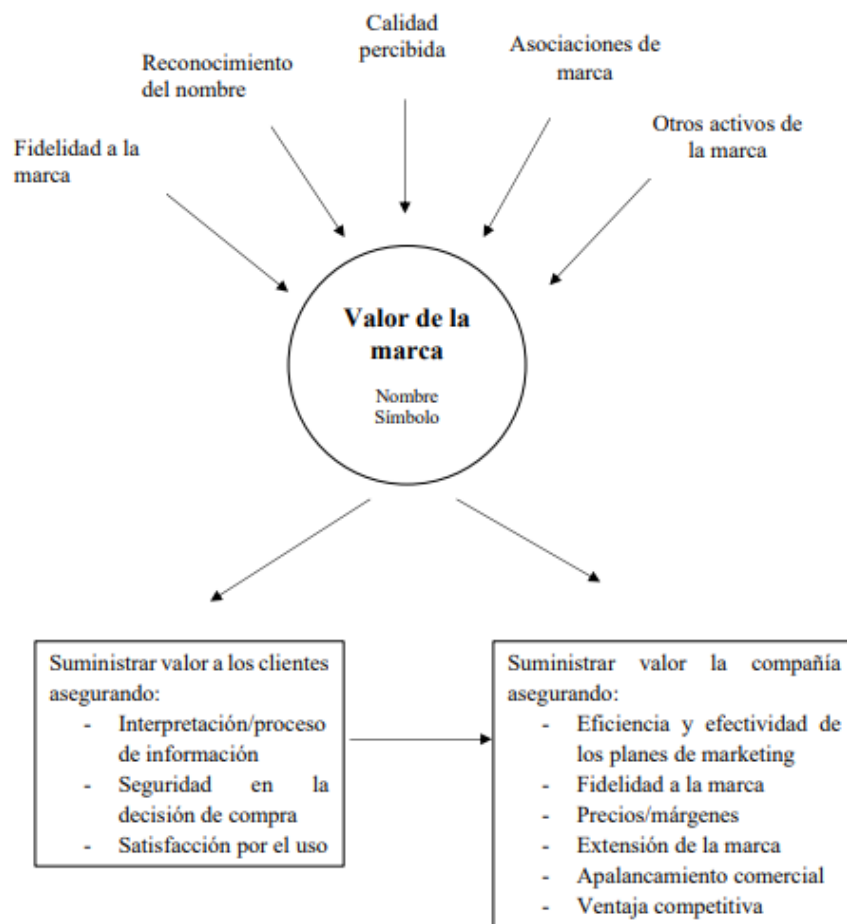 Calidad
percibida
Asociaciones de
marca
Reconocimiento
del nombre
Otros activos de
la marca
Fidelidad a la
marca
Valor de la
marca
Nombre
Símbolo
Suministrar valor a los clientes
asegurando:
- Interpretación/proceso
de información
- Seguridad en la
decisión de compra
- Satisfacción por el uso
Suministrar valor la compañía
asegurando:
- Eficiencia y efectividad de
los planes de marketing
- Fidelidad a la marca
- Precios/márgenes
- Extensión de la marca
- Apalancamiento comercial
- Ventaja competitiva